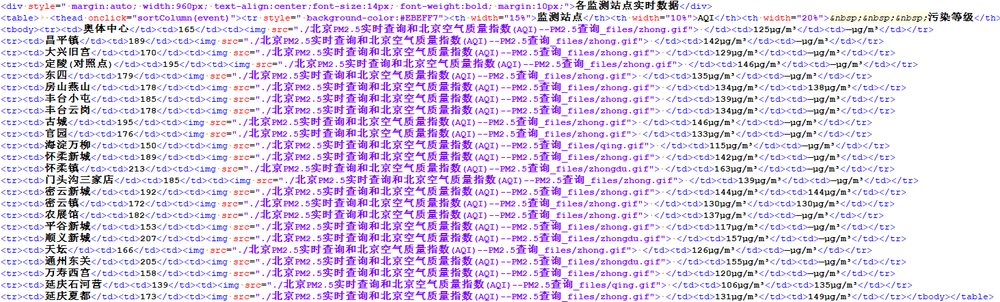 <div style=" margin:auto; width:960px; text-align:center;font-size:14px; font-weight:bold; margin:10px;">各监测站点实时数据</div>
<table>  <thead onclick="sortColumn(event)"><tr style=" background-color:#EBEFF7"><th width="15%">监测站点</th><th width="10%">AQI</th><th width="20%">&nbsp;&nbsp;&nbsp;污染等级</th>
<tbody><tr><td>奥体中心</td><td>165</td><td><img src="./北京PM2.5实时查询和北京空气质量指数(AQI)--PM2.5查询_files/zhong.gif"> </td><td>125μg/m³</td><td>—μg/m³</td></tr>
<tr><td>昌平镇</td><td>189</td><td><img src="./北京PM2.5实时查询和北京空气质量指数(AQI)--PM2.5查询_files/zhong.gif"> </td><td>142μg/m³</td><td>—μg/m³</td></tr>
<tr><td>大兴旧宫</td><td>170</td><td><img src="./北京PM2.5实时查询和北京空气质量指数(AQI)--PM2.5查询_files/zhong.gif"> </td><td>129μg/m³</td><td>—μg/m³</td></tr>
<tr><td>定陵(对照点)</td><td>195</td><td><img src="./北京PM2.5实时查询和北京空气质量指数(AQI)--PM2.5查询_files/zhong.gif"> </td><td>146μg/m³</td><td>—μg/m³</td></tr>
<tr><td>东四</td><td>179</td><td><img src="./北京PM2.5实时查询和北京空气质量指数(AQI)--PM2.5查询_files/zhong.gif"> </td><td>135μg/m³</td><td>—μg/m³</td></tr>
<tr><td>房山燕山</td><td>178</td><td><img src="./北京PM2.5实时查询和北京空气质量指数(AQI)--PM2.5查询_files/zhong.gif"> </td><td>134μg/m³</td><td>138μg/m³</td></tr>
<tr><td>丰台小屯</td><td>185</td><td><img src="./北京PM2.5实时查询和北京空气质量指数(AQI)--PM2.5查询_files/zhong.gif"> </td><td>139μg/m³</td><td>—μg/m³</td></tr>
<tr><td>丰台云岗</td><td>178</td><td><img src="./北京PM2.5实时查询和北京空气质量指数(AQI)--PM2.5查询_files/zhong.gif"> </td><td>134μg/m³</td><td>—μg/m³</td></tr>
<tr><td>古城</td><td>195</td><td><img src="./北京PM2.5实时查询和北京空气质量指数(AQI)--PM2.5查询_files/zhong.gif"> </td><td>146μg/m³</td><td>—μg/m³</td></tr>
<tr><td>官园</td><td>176</td><td><img src="./北京PM2.5实时查询和北京空气质量指数(AQI)--PM2.5查询_files/zhong.gif"> </td><td>133μg/m³</td><td>—μg/m³</td></tr>
<tr><td>海淀万柳</td><td>150</td><td><img src="./北京PM2.5实时查询和北京空气质量指数(AQI)--PM2.5查询_files/qing.gif"> </td><td>115μg/m³</td><td>—μg/m³</td></tr>
<tr><td>怀柔新城</td><td>189</td><td><img src="./北京PM2.5实时查询和北京空气质量指数(AQI)--PM2.5查询_files/zhong.gif"> </td><td>142μg/m³</td><td>—μg/m³</td></tr>
<tr><td>怀柔镇</td><td>213</td><td><img src="./北京PM2.5实时查询和北京空气质量指数(AQI)--PM2.5查询_files/zhongdu.gif"> </td><td>163μg/m³</td><td>—μg/m³</td></tr>
<tr><td>门头沟三家店</td><td>185</td><td><img src="./北京PM2.5实时查询和北京空气质量指数(AQI)--PM2.5查询_files/zhong.gif"> </td><td>139μg/m³</td><td>—μg/m³</td></tr>
<tr><td>密云新城</td><td>192</td><td><img src="./北京PM2.5实时查询和北京空气质量指数(AQI)--PM2.5查询_files/zhong.gif"> </td><td>144μg/m³</td><td>144μg/m³</td></tr>
<tr><td>密云镇</td><td>172</td><td><img src="./北京PM2.5实时查询和北京空气质量指数(AQI)--PM2.5查询_files/zhong.gif"> </td><td>130μg/m³</td><td>130μg/m³</td></tr>
<tr><td>农展馆</td><td>182</td><td><img src="./北京PM2.5实时查询和北京空气质量指数(AQI)--PM2.5查询_files/zhong.gif"> </td><td>137μg/m³</td><td>—μg/m³</td></tr>
<tr><td>平谷新城</td><td>153</td><td><img src="./北京PM2.5实时查询和北京空气质量指数(AQI)--PM2.5查询_files/zhong.gif"> </td><td>117μg/m³</td><td>—μg/m³</td></tr>
<tr><td>顺义新城</td><td>207</td><td><img src="./北京PM2.5实时查询和北京空气质量指数(AQI)--PM2.5查询_files/zhongdu.gif"> </td><td>157μg/m³</td><td>—μg/m³</td></tr>
<tr><td>天坛</td><td>166</td><td><img src="./北京PM2.5实时查询和北京空气质量指数(AQI)--PM2.5查询_files/zhong.gif"> </td><td>126μg/m³</td><td>—μg/m³</td></tr>
<tr><td>通州东关</td><td>205</td><td><img src="./北京PM2.5实时查询和北京空气质量指数(AQI)--PM2.5查询_files/zhongdu.gif"> </td><td>155μg/m³</td><td>—μg/m³</td></tr>
<tr><td>万寿西宫</td><td>158</td><td><img src="./北京PM2.5实时查询和北京空气质量指数(AQI)--PM2.5查询_files/zhong.gif"> </td><td>120μg/m³</td><td>—μg/m³</td></tr>
<tr><td>延庆石河营</td><td>139</td><td><img src="./北京PM2.5实时查询和北京空气质量指数(AQI)--PM2.5查询_files/qing.gif"> </td><td>106μg/m³</td><td>135μg/m³</td></tr>
<tr><td>延庆夏都</td><td>173</td><td><img src="./北京PM2.5实时查询和北京空气质量指数(AQI)--PM2.5查询_files/zhong.gif"> </td><td>131μg/m³</td><td>149μg/m³</td></tr></tbody></table>